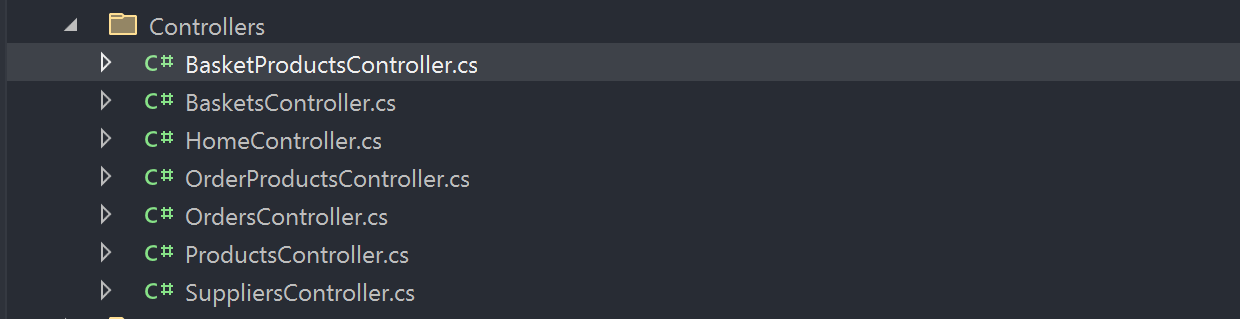 Controllers
C# BasketProductsController.cs
C# BasketsController.cs
C# HomeController.cs
C# OrderProductsController.cs
C# OrdersController.cs
C# ProductsController.cs
C# SuppliersController.cs